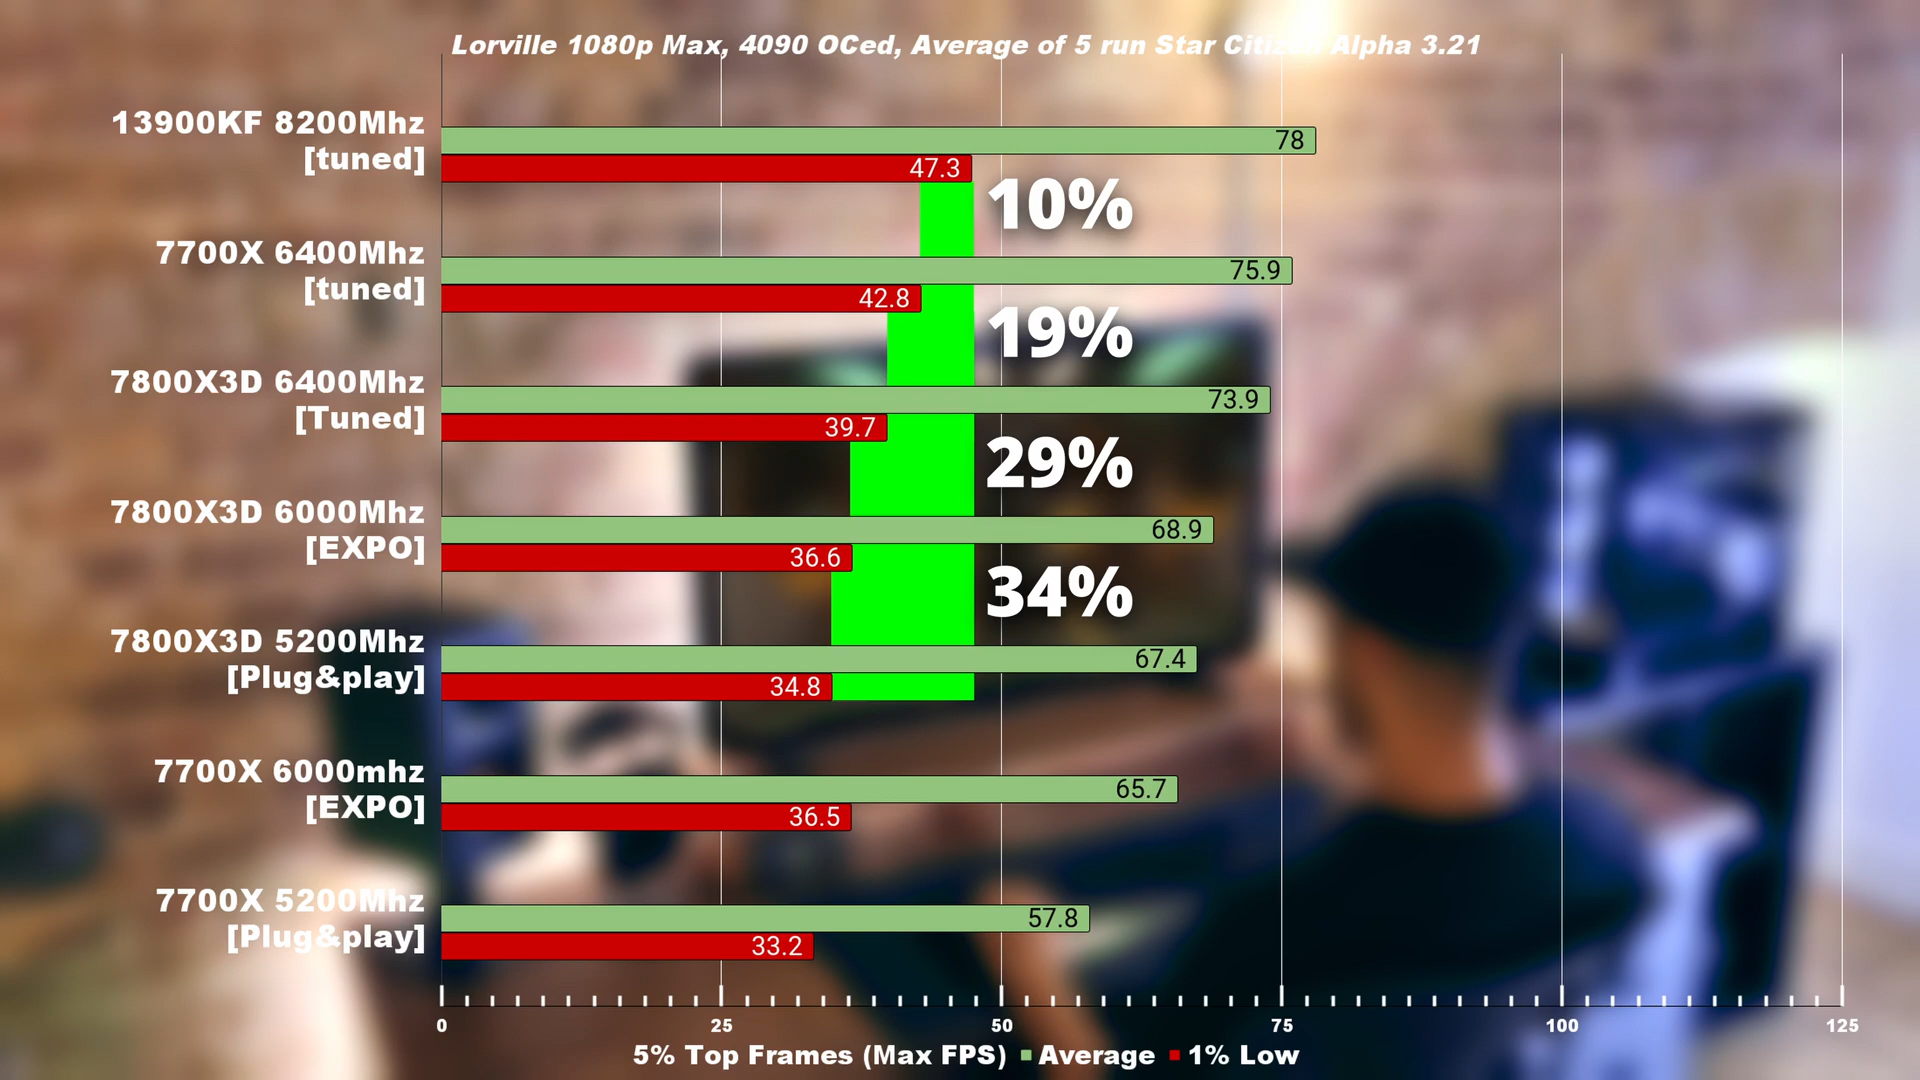 Lorville 1080p Max, 4090 OCed, Average of 5 run Star Citizen Alpha 3.21
13900KF 8200Mhz
[tuned]
78
47.3
10%
7700X 6400Mhz
[tuned]
75.9
42.8
19%
7800X3D 6400Mhz
[Tuned]
73.9
39.7
29%
7800X3D 6000Mhz
[EXPO]
68.9
36.6
34%
7800X3D 5200Mhz
[Plug&play]
67.4
34.8
7700X 6000mhz
[EXPO]
65.7
36.5
7700X 5200Mhz
[Plug&play]
57.8
33.2
0 25 50 75 100 125
5% Top Frames (Max FPS) Average 1% Low